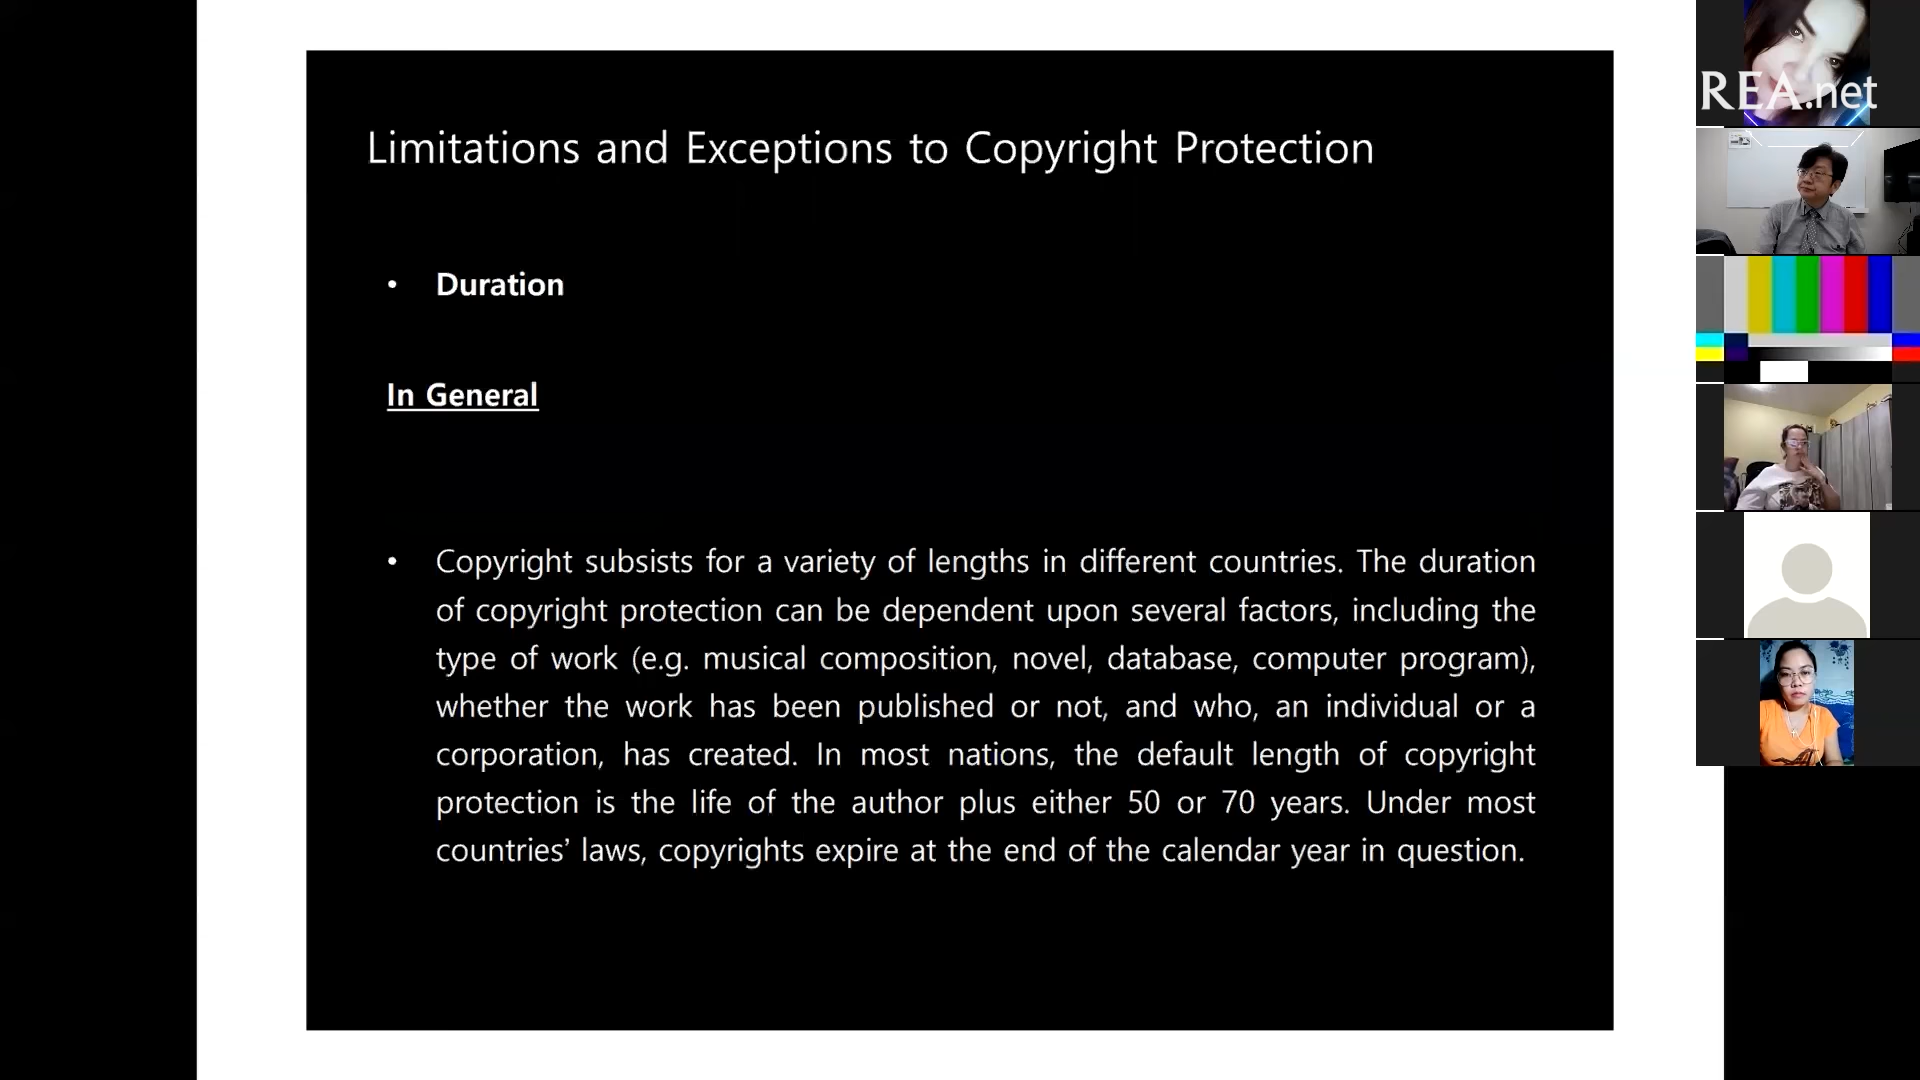 Limitations and Exceptions to Copyright Protection
REA.net
• Duration
In General
• Copyright subsists for a variety of lengths in different countries. The duration
of copyright protection can be dependent upon several factors, including the
type of work (e.g. musical composition, novel, database, computer program),
whether the work has been published or not, and who, an individual or a
corporation, has created. In most nations, the default length of copyright
protection is the life of the author plus either 50 or 70 years. Under most
countries’ laws, copyrights expire at the end of the calendar year in question.